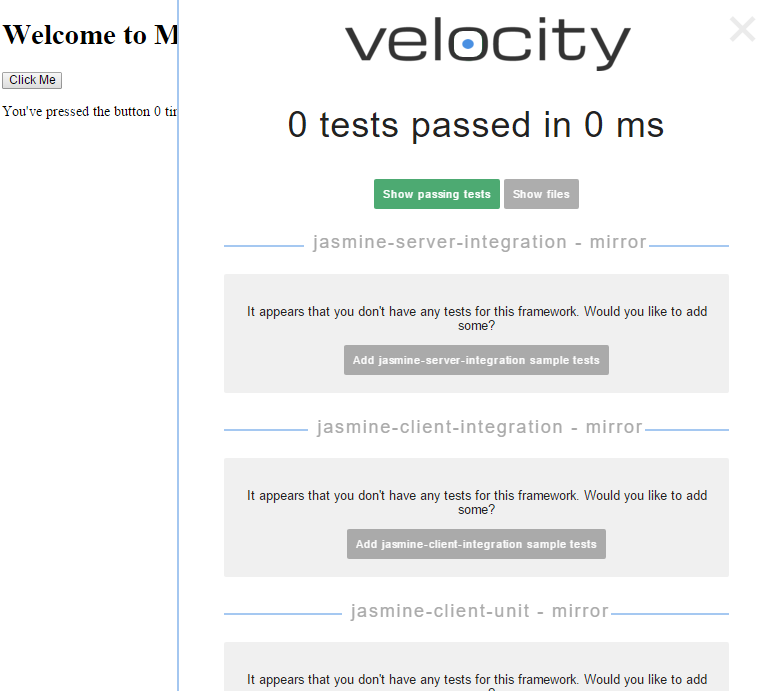 Welcome to M
Click Me
You've pressed the button 0
velocity
0 tests passed in 0 ms
Show passing tests
Show files
jasmine-server-integration - mirror
It appears that you don't have any tests for this framework. Would you like to add
some?
Add jasmine-server-integration sample tests
jasmine-client-integration - mirror
It appears that you don't have any tests for this framework. Would you like to add
some?
Add jasmine-client-integration sample tests
jasmine-client-unit - mirror
It appears that you don't have any tests for this framework. Would you like to add